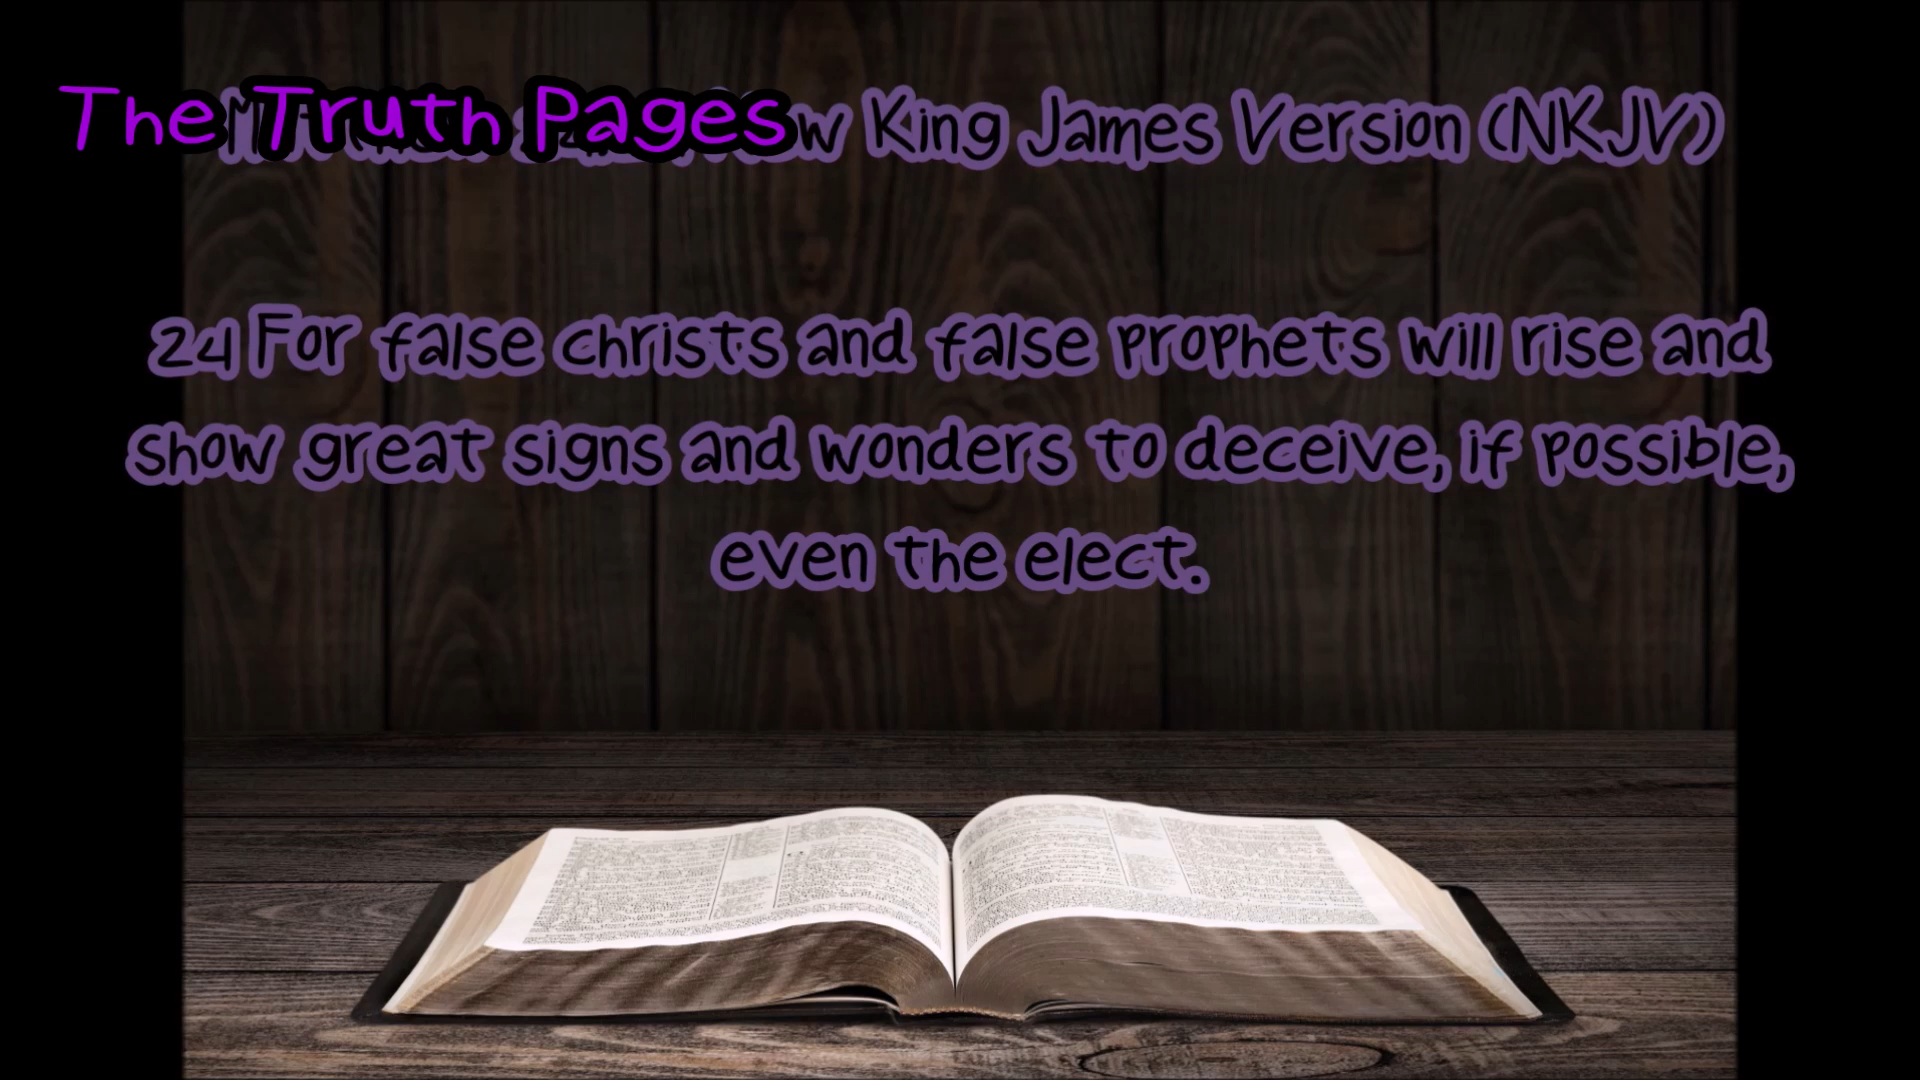 The Truth Pages
King James Version (NKJV)
24 For false christs and false prophets will rise and
show great signs and wonders to deceive, if possible,
even the elect.